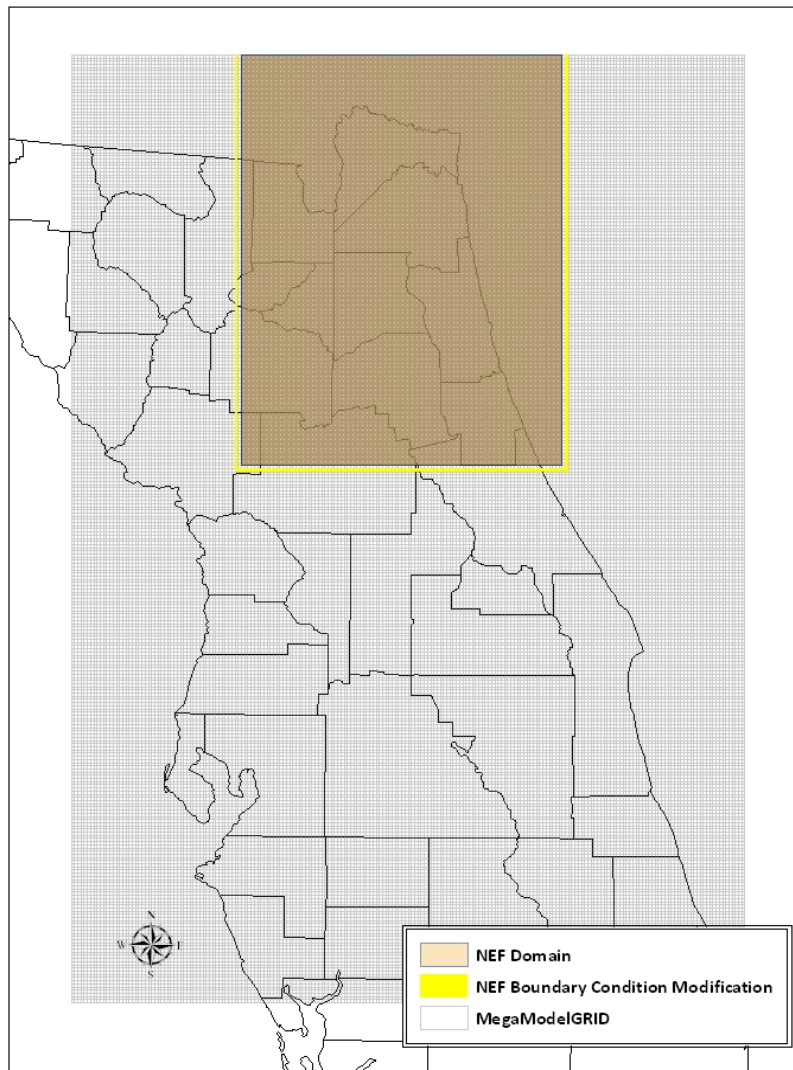 N
W E
S
NEF Domain
NEF Boundary Condition Modification
MegaModelGRID